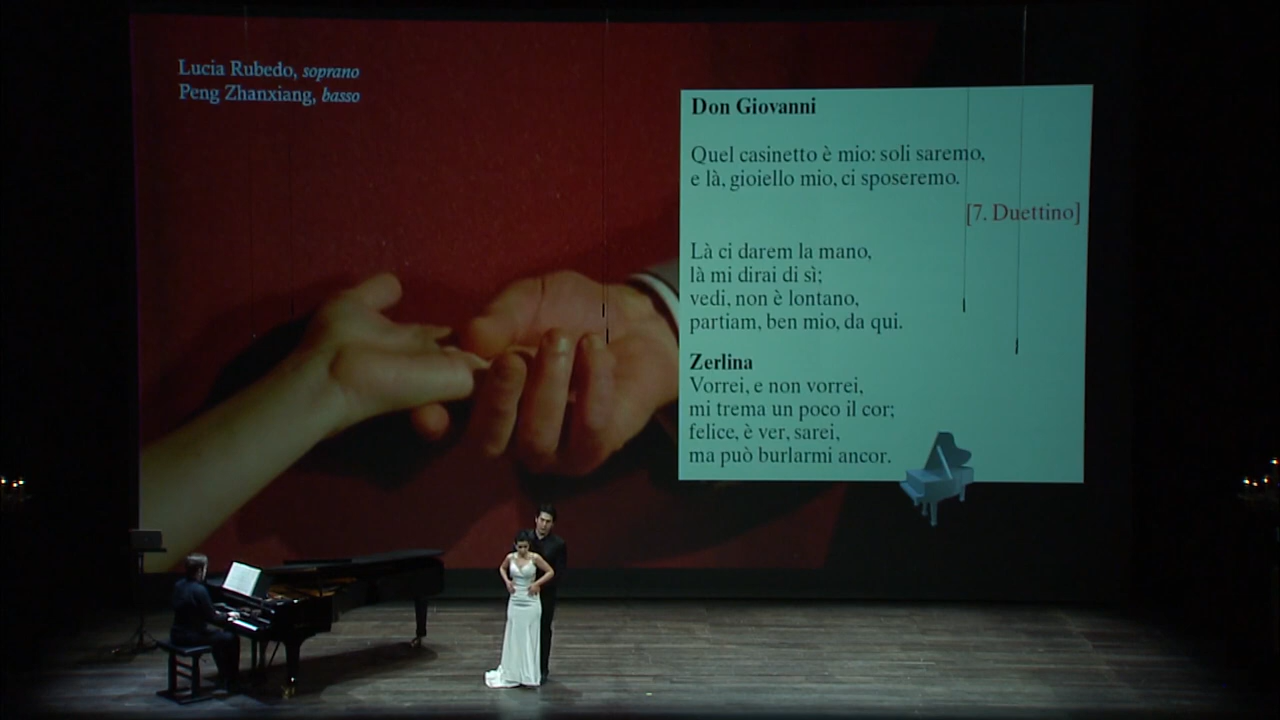 Lucia Rubedo, soprano
Peng Zhanxiang, basso
Don Giovanni
Quel casinetto è mio: soli saremo,
e là, gioiello mio, ci sposeremo.
[7. Duettino]
Là ci darem la mano,
là mi dirai di sì;
vedi, non è lontano,
partiam, ben mio, da qui.
Zerlina
Vorrei, e non vorrei,
mi trema un poco il cor;
felice, è ver, sarei,
ma può burlarmi ancor.